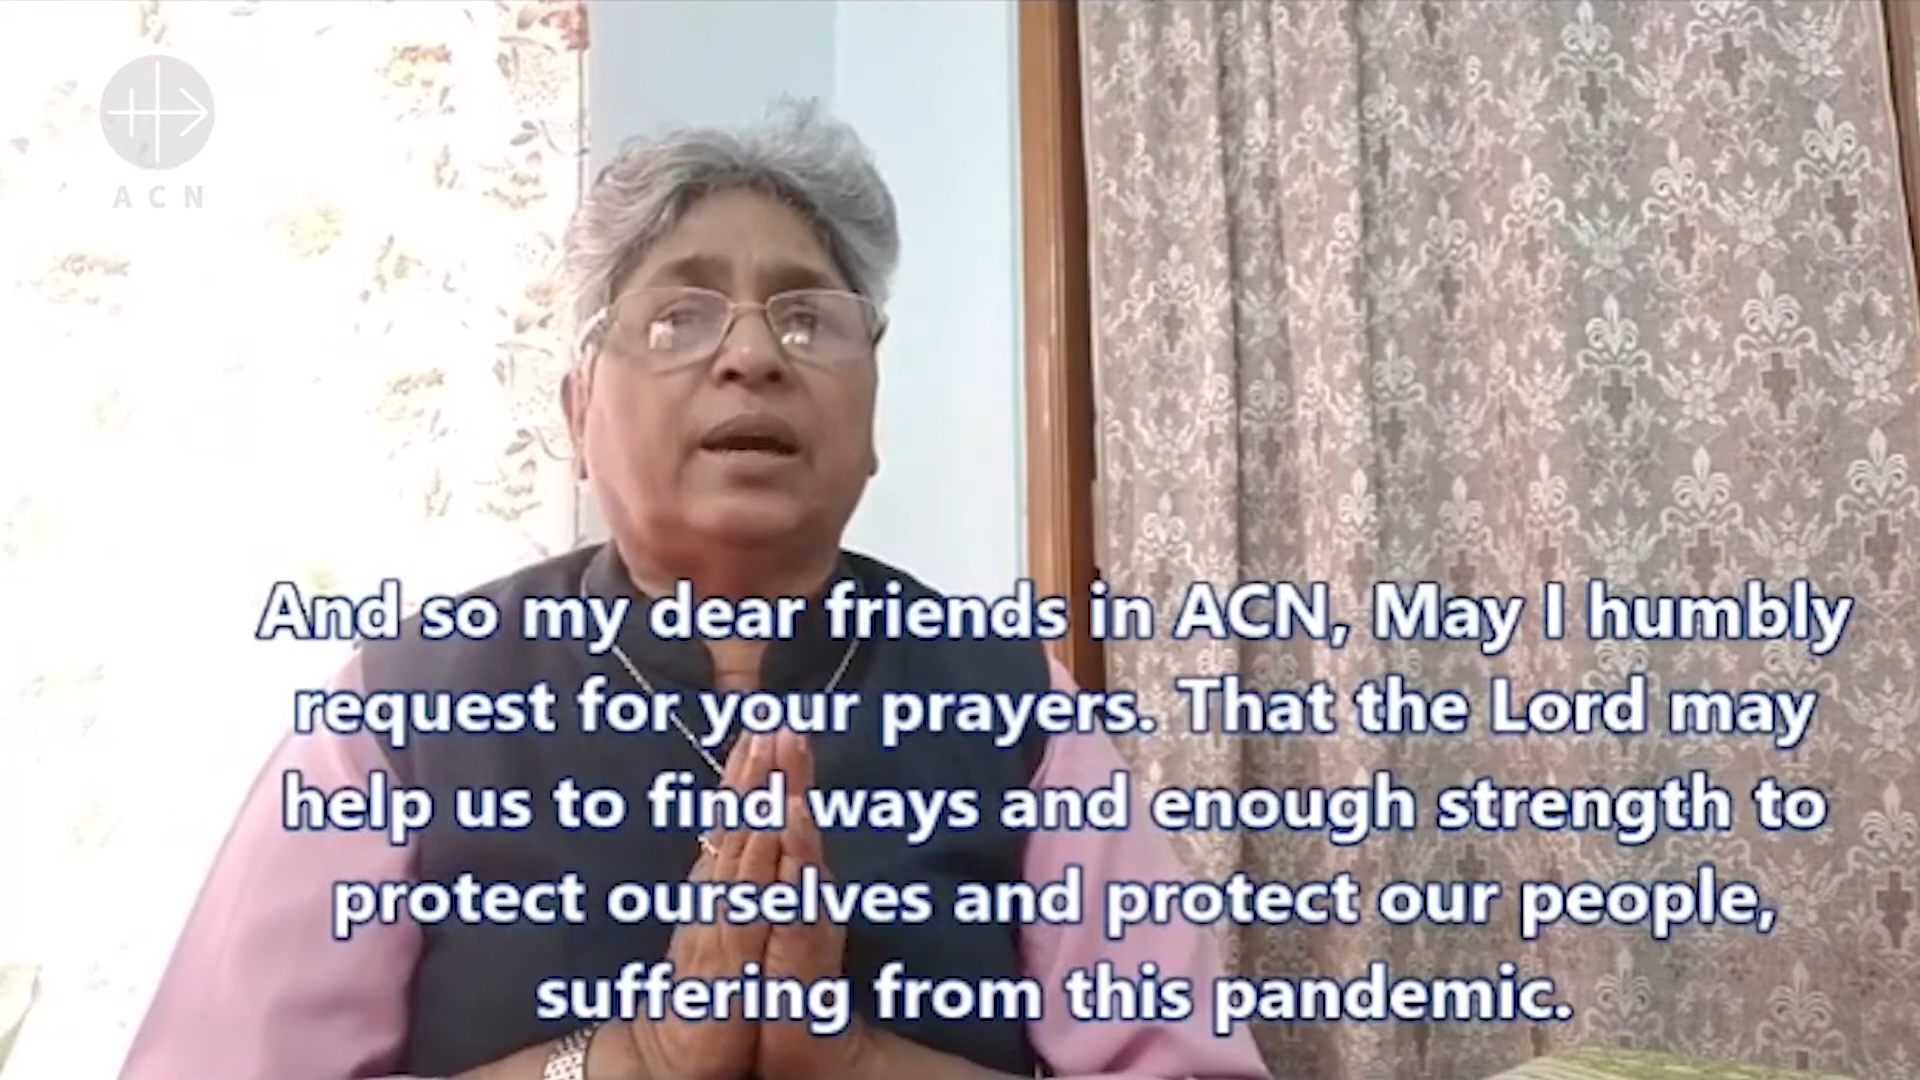 ACN
And so my dear friends in ACN, May I humbly
request for your prayers. That the Lord may
help us to find ways and enough strength to
protect ourselves and protect our people,
suffering from this pandemic.